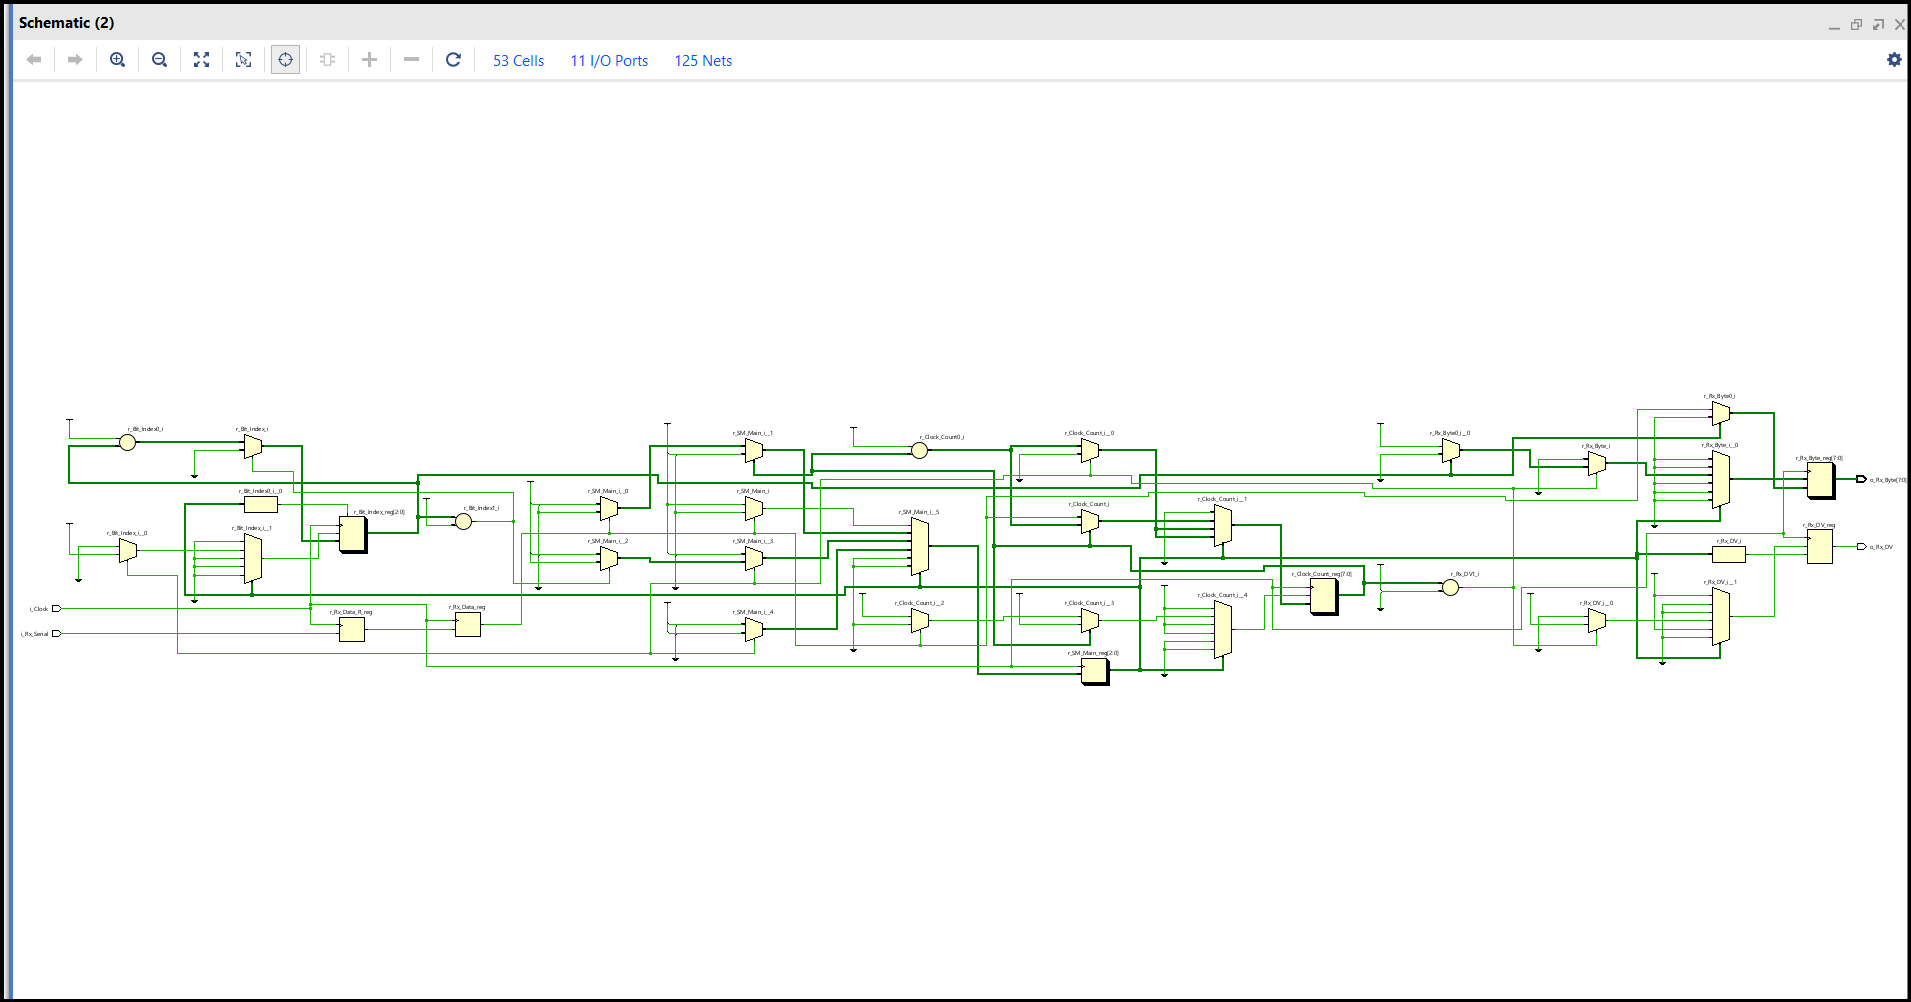 Schematic (2)
53 Cells 11 I/O Ports 125 Nets
r_Rx_Byte0_i
r_Bit_Index0_i
r_Bit_Index_i
r_SM_Main_i__1
r_Clock_Count0_i
r_Clock_Count_i__0
r_Rx_Byte0_i__0
r_Rx_Byte_i
r_Rx_Byte_i__0
r_Rx_Byte_reg[7:0]
o_Rx_Byte[7:0]
r_Bit_Index0_i__0
r_SM_Main_i__0
r_SM_Main_i
r_Clock_Count_i
r_Clock_Count_i__1
r_Bit_Index_reg[2:0]
r_Bit_Index1_i
r_SM_Main_i__5
r_Rx_DV_reg
r_Bit_Index_i__0
r_Bit_Index_i__1
r_SM_Main_i__2
r_SM_Main_i__3
r_Rx_DV_i
o_Rx_DV
r_Clock_Count_reg[7:0]
r_Rx_DV1_i
r_Rx_DV_i__1
r_Clock_Count_i__2
r_Clock_Count_i__3
r_Clock_Count_i__4
r_Rx_DV_i__0
i_Clock
r_Rx_Data_R_reg
r_Rx_Data_reg
r_SM_Main_i__4
i_Rx_Serial
r_SM_Main_reg[2:0]